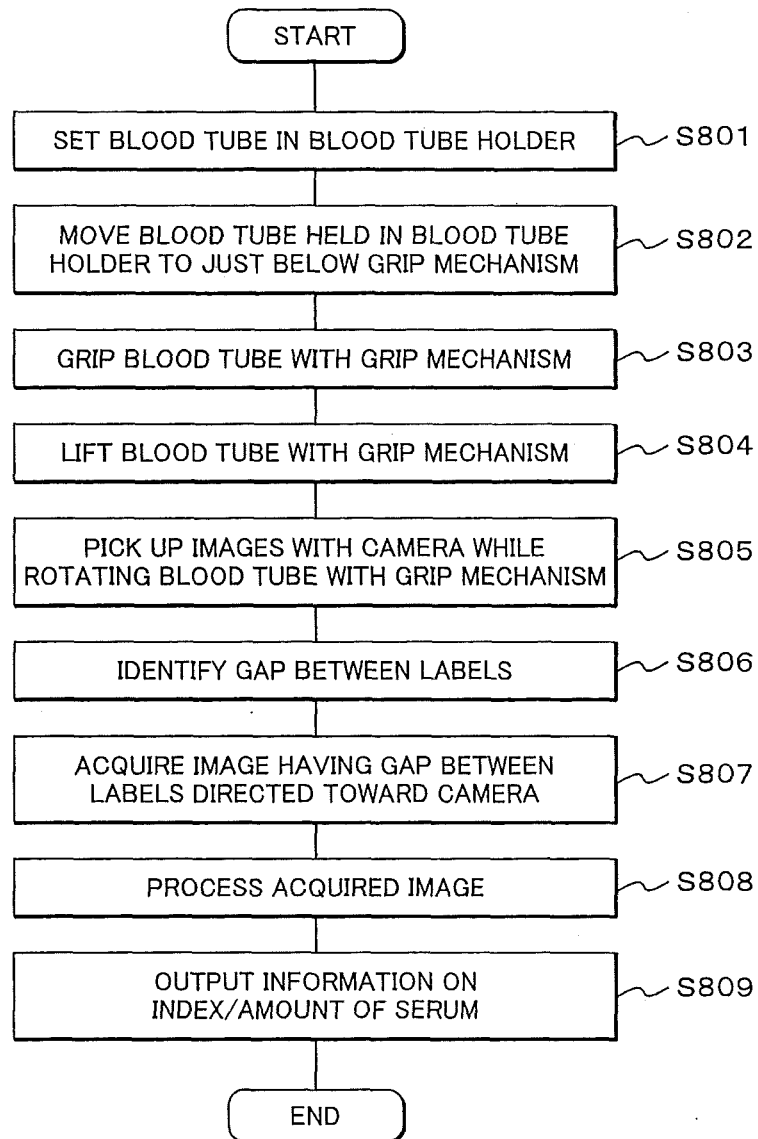 START
SET BLOOD TUBE IN BLOOD TUBE HOLDER
S801
MOVE BLOOD TUBE HELD IN BLOOD TUBE
HOLDER TO JUST BELOW GRIP MECHANISM
S802
GRIP BLOOD TUBE WITH GRIP MECHANISM
S803
LIFT BLOOD TUBE WITH GRIP MECHANISM
S804
PICK UP IMAGES WITH CAMERA WHILE
ROTATING BLOOD TUBE WITH GRIP MECHANISM
S805
IDENTIFY GAP BETWEEN LABELS
S806
ACQUIRE IMAGE HAVING GAP BETWEEN
LABELS DIRECTED TOWARD CAMERA
S807
PROCESS ACQUIRED IMAGE
S808
OUTPUT INFORMATION ON
INDEX/AMOUNT OF SERUM
S809
END